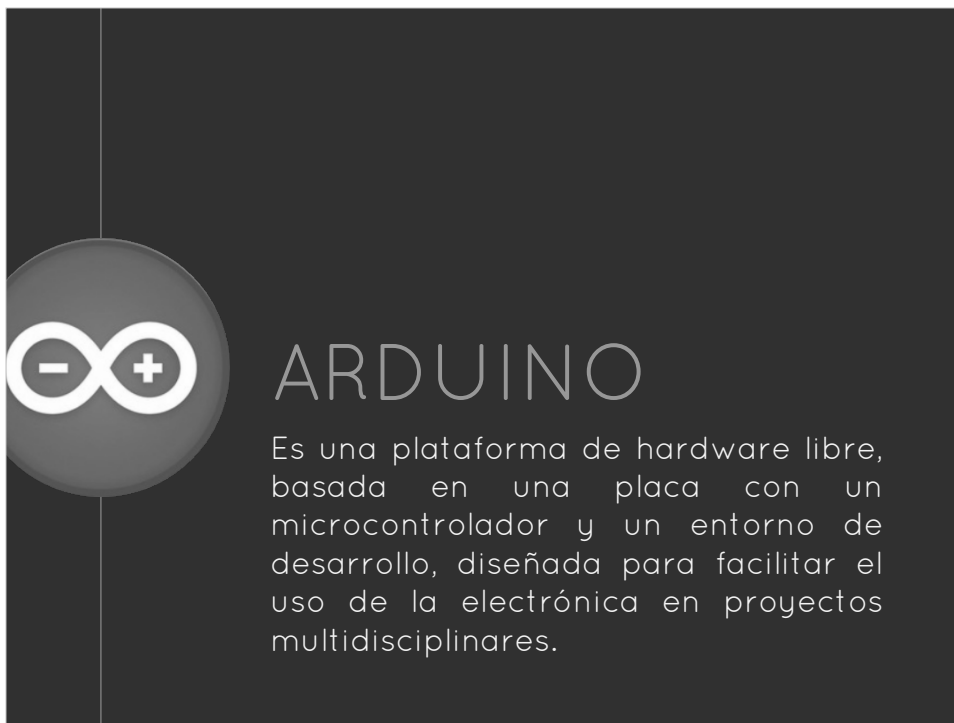 ARDUINO
Es una plataforma de hardware libre,
basada en una placa con un
microcontrolador y un entorno de
desarrollo, diseñada para facilitar el
uso de la electrónica en proyectos
multidisciplinares.